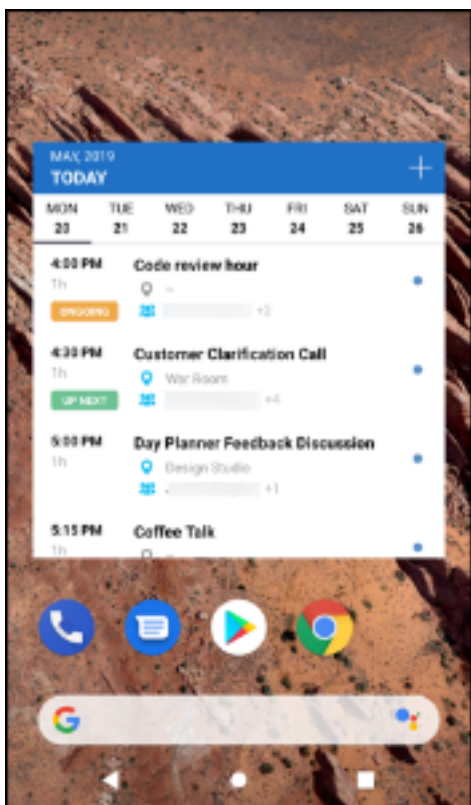 MAY, 2019
TODAY
MON TUE WED THU FRI SAT SUN
20 21 22 23 24 25 26
4:00 PM Code review hour
1h –
ONGOING +2
4:30 PM Customer Clarification Call
1h War Room
UP NEXT +4
5:00 PM Day Planner Feedback Discussion
1h Design Studio
+1
5:15 PM Coffee Talk
1h –